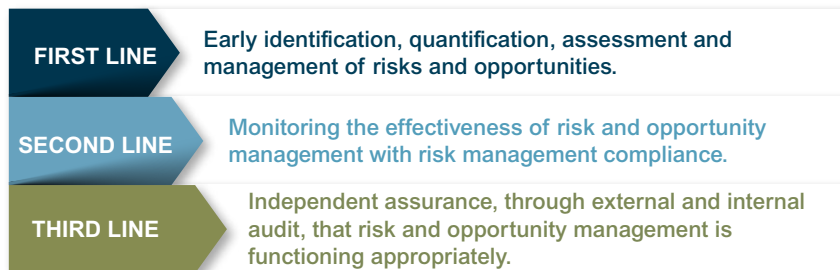 FIRST LINE
Early identification, quantification, assessment and
management of risks and opportunities.
SECOND LINE
Monitoring the effectiveness of risk and opportunity
management with risk management compliance.
THIRD LINE
Independent assurance, through external and internal
audit, that risk and opportunity management is
functioning appropriately.